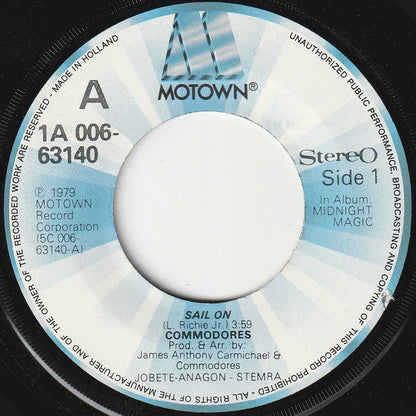 MOTOWN®
A
1A 006-
63140
Ⓟ 1979
MOTOWN
Record
Corporation
(5C 006-
63140-A)
Stereo
Side 1
In Album:
MIDNIGHT
MAGIC
SAIL ON
(L. Richie Jr.) 3:59
COMMODORES
Prod. & Arr. by:
James Anthony Carmichael &
Commodores
JOBETE-ANAGON - STEMRA
UNAUTHORIZED PUBLIC PERFORMANCE, BROADCASTING AND COPYING OF THIS RECORD PROHIBITED - ALL RIGHTS OF THE MANUFACTURER AND OF THE OWNER OF THE RECORDED WORK ARE RESERVED - MADE IN HOLLAND